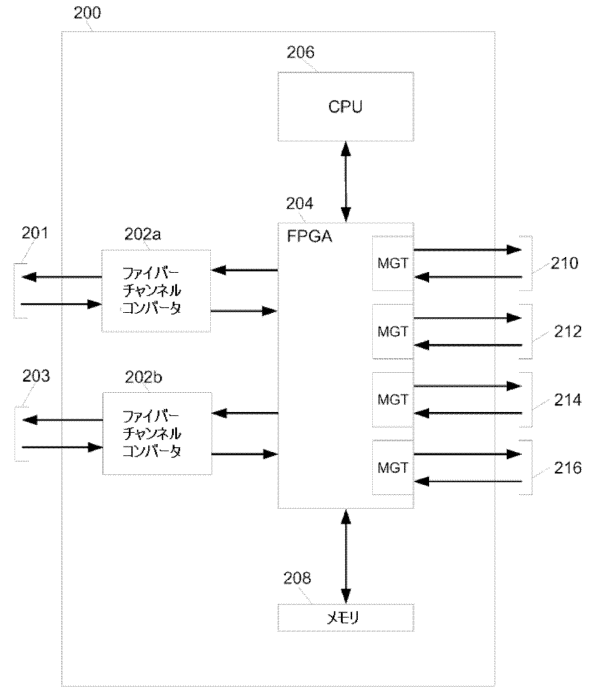 200
206
CPU
204
FPGA
201
202a
ファイバー
チャンネル
コンバータ
MGT
210
MGT
212
203
202b
ファイバー
チャンネル
コンバータ
MGT
214
MGT
216
208
メモリ